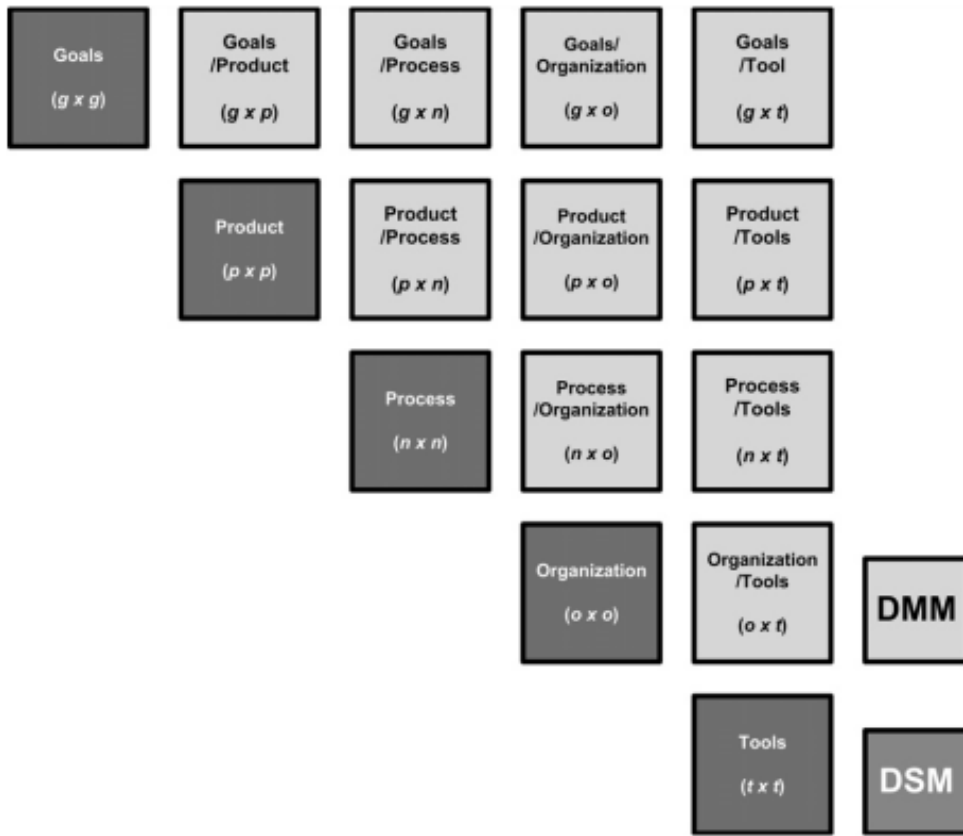 Goals
(g x g)
Goals
/Product
(g x p)
Goals
/Process
(g x n)
Goals/
Organization
(g x o)
Goals
/Tool
(g x t)
Product
(p x p)
Product
/Process
(p x n)
Product
/Organization
(p x o)
Product
/Tools
(p x t)
Process
(n x n)
Process
/Organization
(n x o)
Process
/Tools
(n x t)
Organization
(o x o)
Organization
/Tools
(o x t)
DMM
Tools
(t x t)
DSM